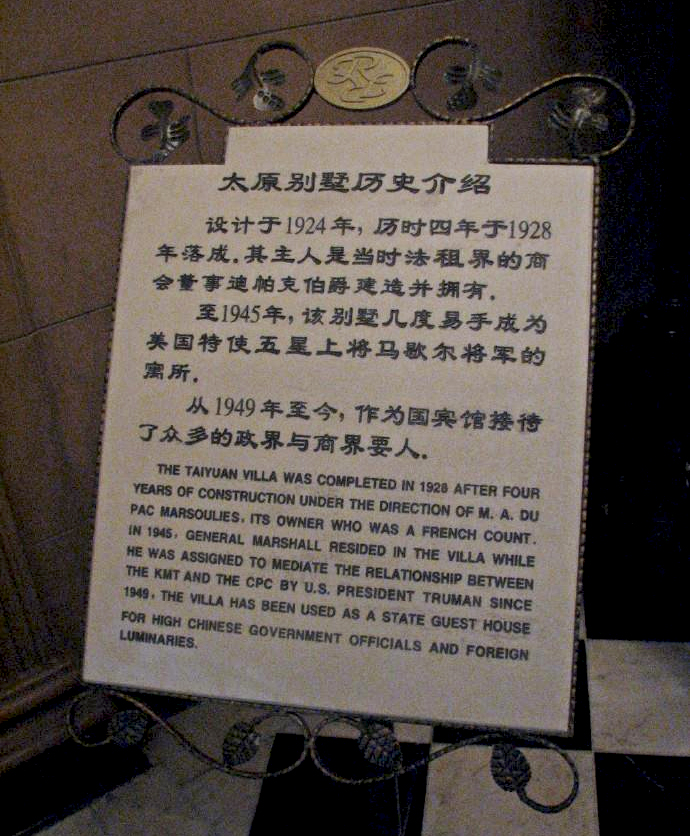 太原别墅历史介绍
设计于1924年，历时四年于1928
年落成．其主人是当时法租界的商
会董事迪帕克伯爵建造并拥有．
至1945年，该别墅几度易手成为
美国特使五星上将马歇尔将军的
寓所．
从1949年至今，作为国宾馆接待
了众多的政界与商界要人．
THE TAIYUAN VILLA WAS COMPLETED IN 1928 AFTER FOUR
YEARS OF CONSTRUCTION UNDER THE DIRECTION OF M. A. DU
PAC MARSOULIES, ITS OWNER WHO WAS A FRENCH COUNT.
IN 1945, GENERAL MARSHALL RESIDED IN THE VILLA WHILE
HE WAS ASSIGNED TO MEDIATE THE RELATIONSHIP BETWEEN
THE KMT AND THE CPC BY U.S. PRESIDENT TRUMAN SINCE
1949, THE VILLA HAS BEEN USED AS A STATE GUEST HOUSE
FOR HIGH CHINESE GOVERNMENT OFFICIALS AND FOREIGN
LUMINARIES.